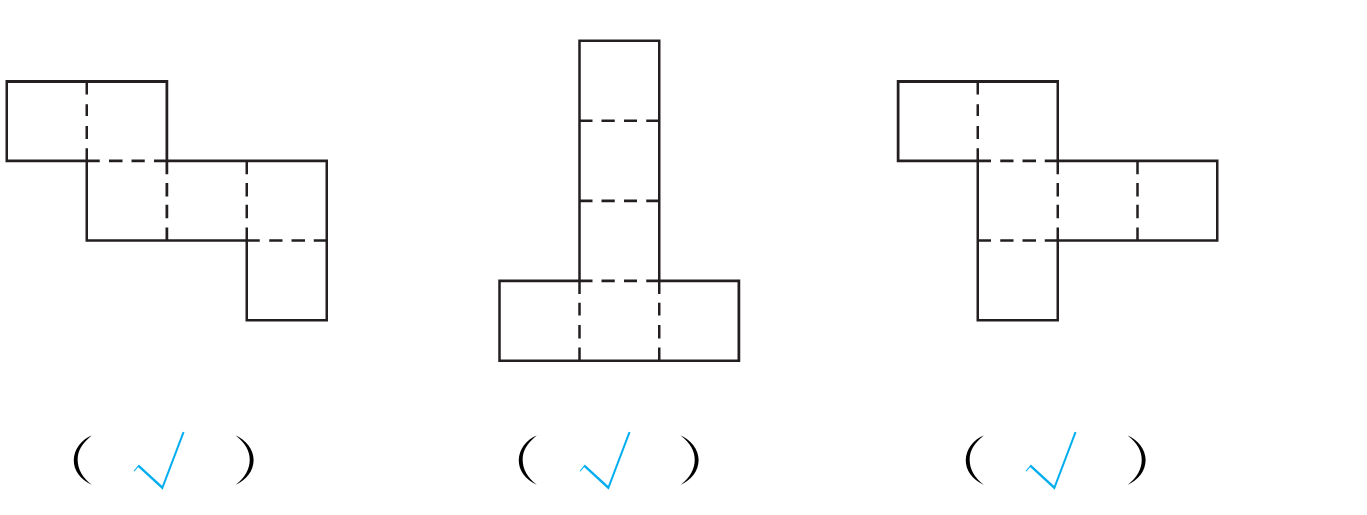 ( √ ) ( √ ) ( √ )